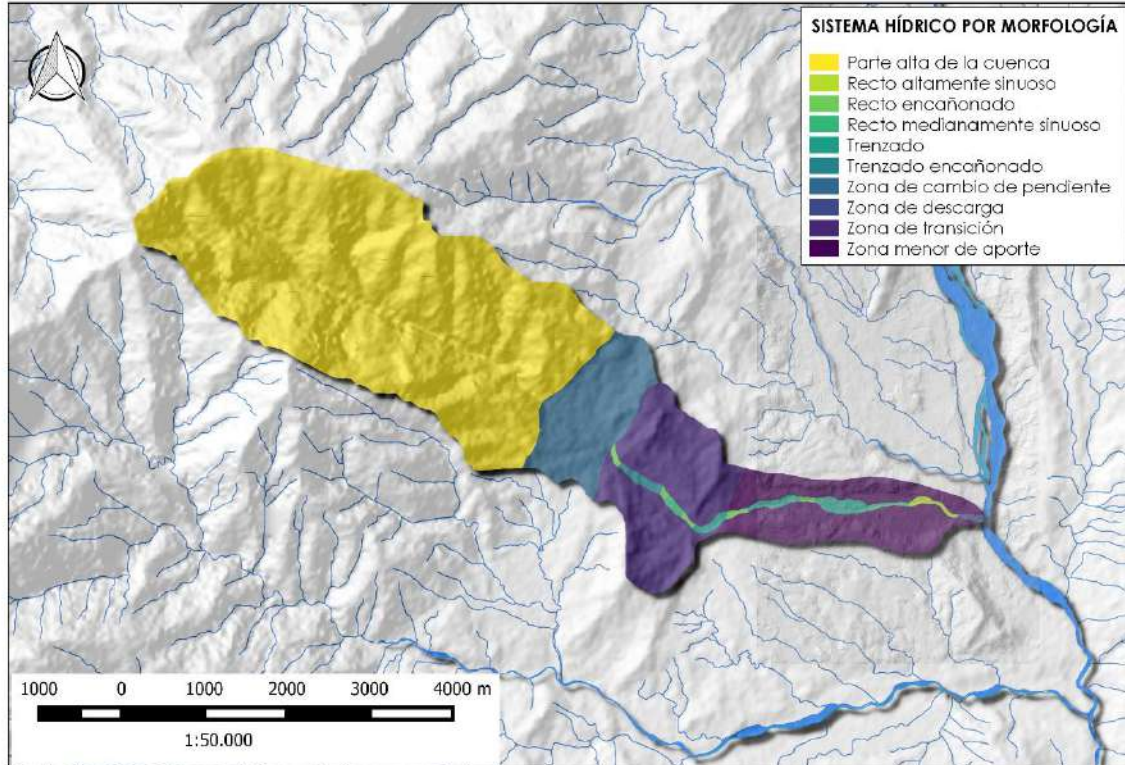 SISTEMA HÍDRICO POR MORFOLOGÍA
Parte alta de la cuenca
Recto altamente sinuoso
Recto encañonado
Recto medianamente sinuoso
Trenzado
Trenzado encañonado
Zona de cambio de pendiente
Zona de descarga
Zona de transición
Zona menor de aporte
1000 0 1000 2000 3000 4000 m
1:50.000